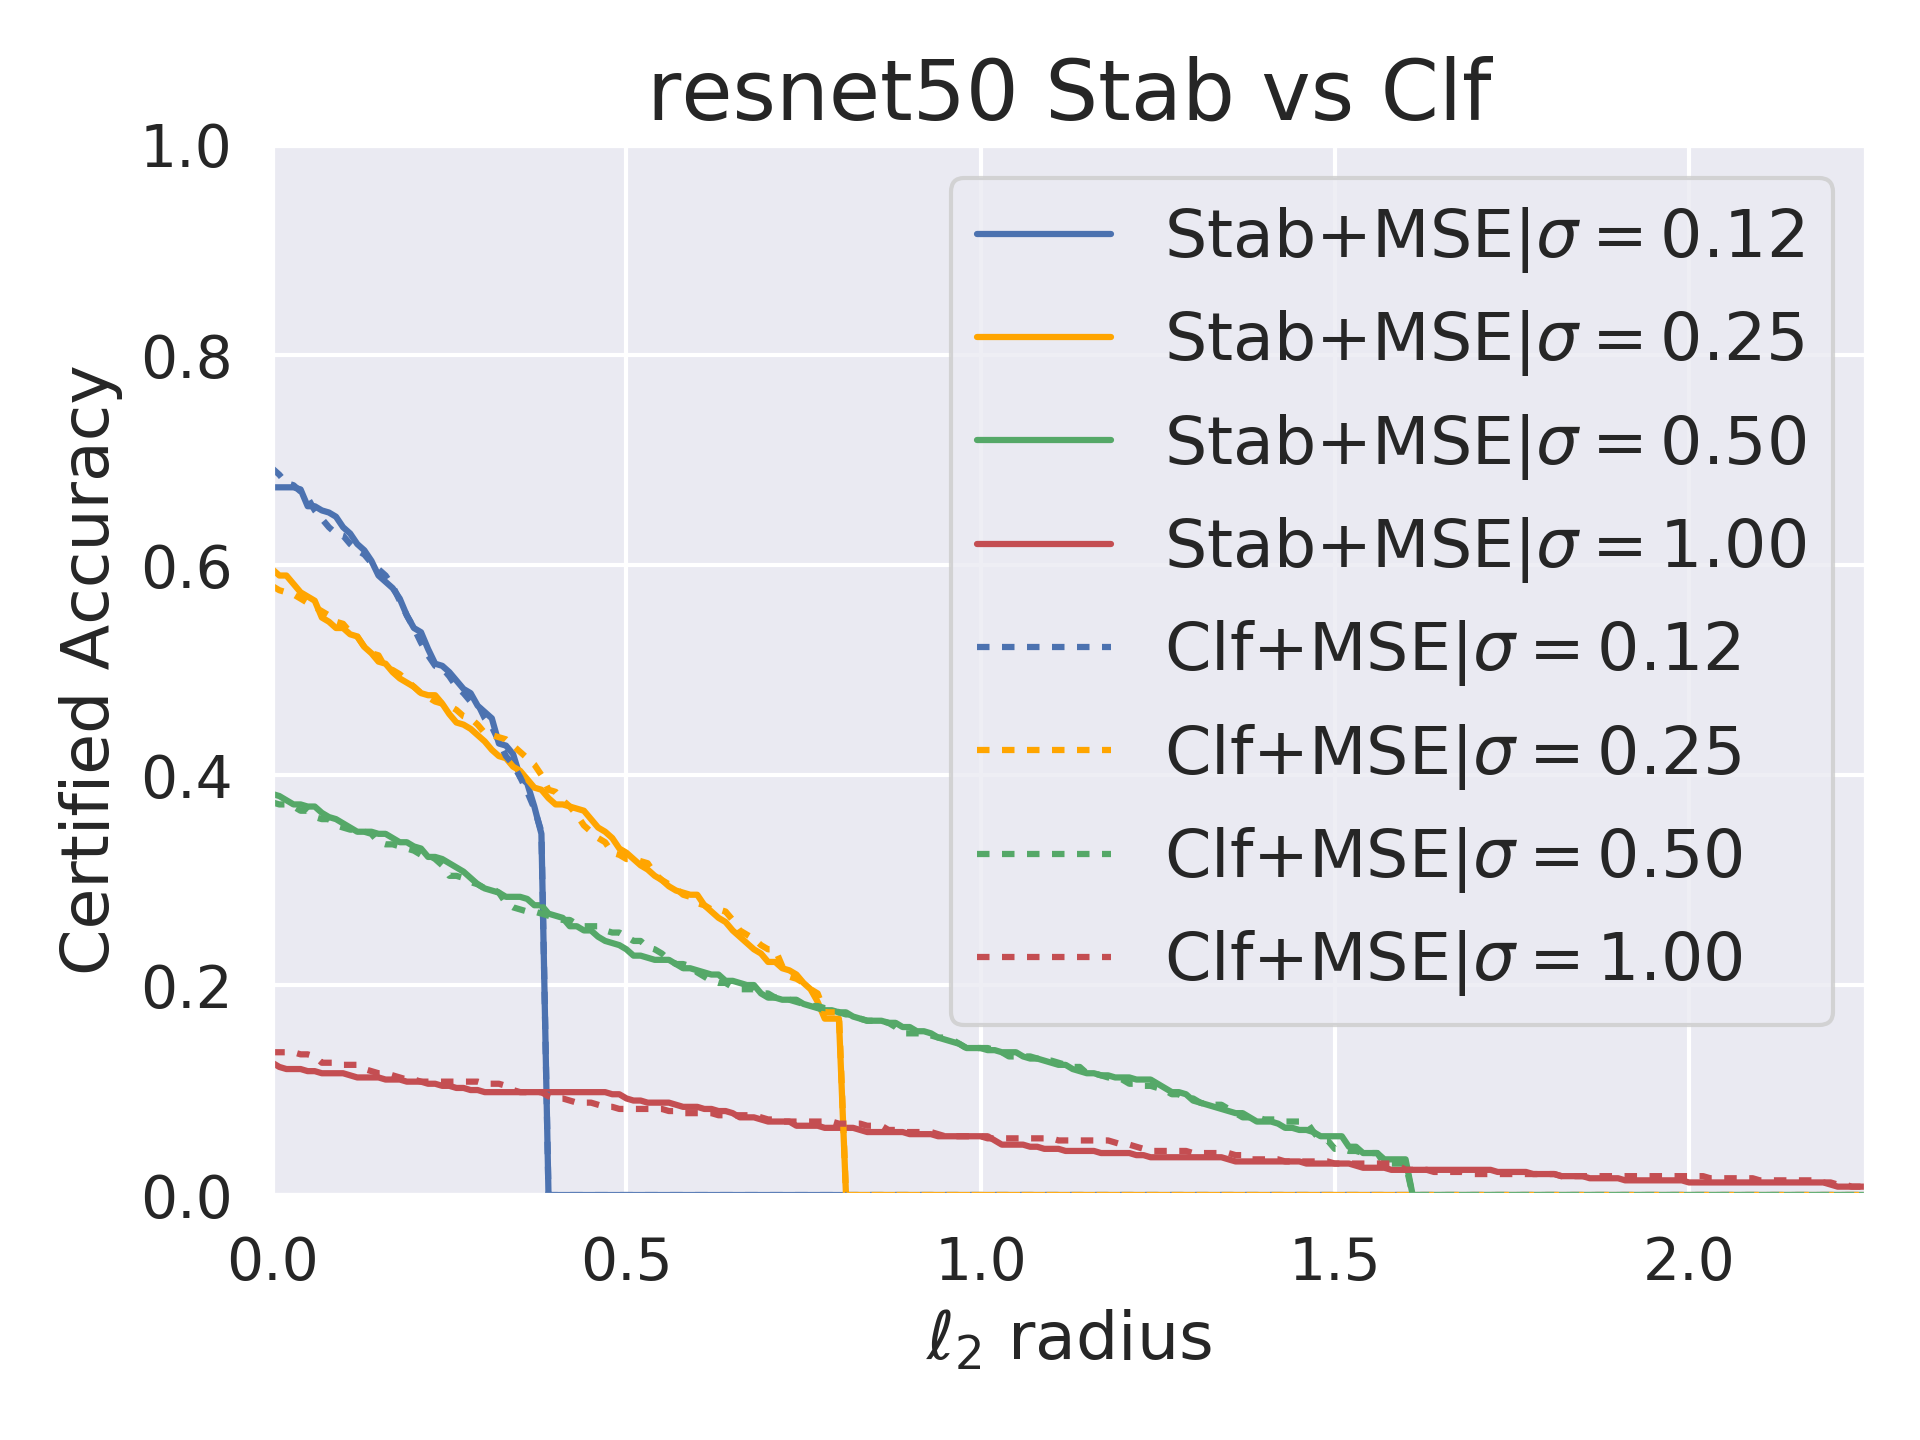 resnet50 Stab vs Clf
1.0
0.8
0.6
0.4
0.2
0.0
Certified Accuracy
Stab+MSE|σ = 0.12
Stab+MSE|σ = 0.25
Stab+MSE|σ = 0.50
Stab+MSE|σ = 1.00
Clf+MSE|σ = 0.12
Clf+MSE|σ = 0.25
Clf+MSE|σ = 0.50
Clf+MSE|σ = 1.00
0.0 0.5 1.0 1.5 2.0
ℓ₂ radius